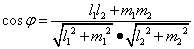 cos φ = (l₁l₂ + m₁m₂) / (√(l₁² + m₁²) • √(l₂² + m₂²))